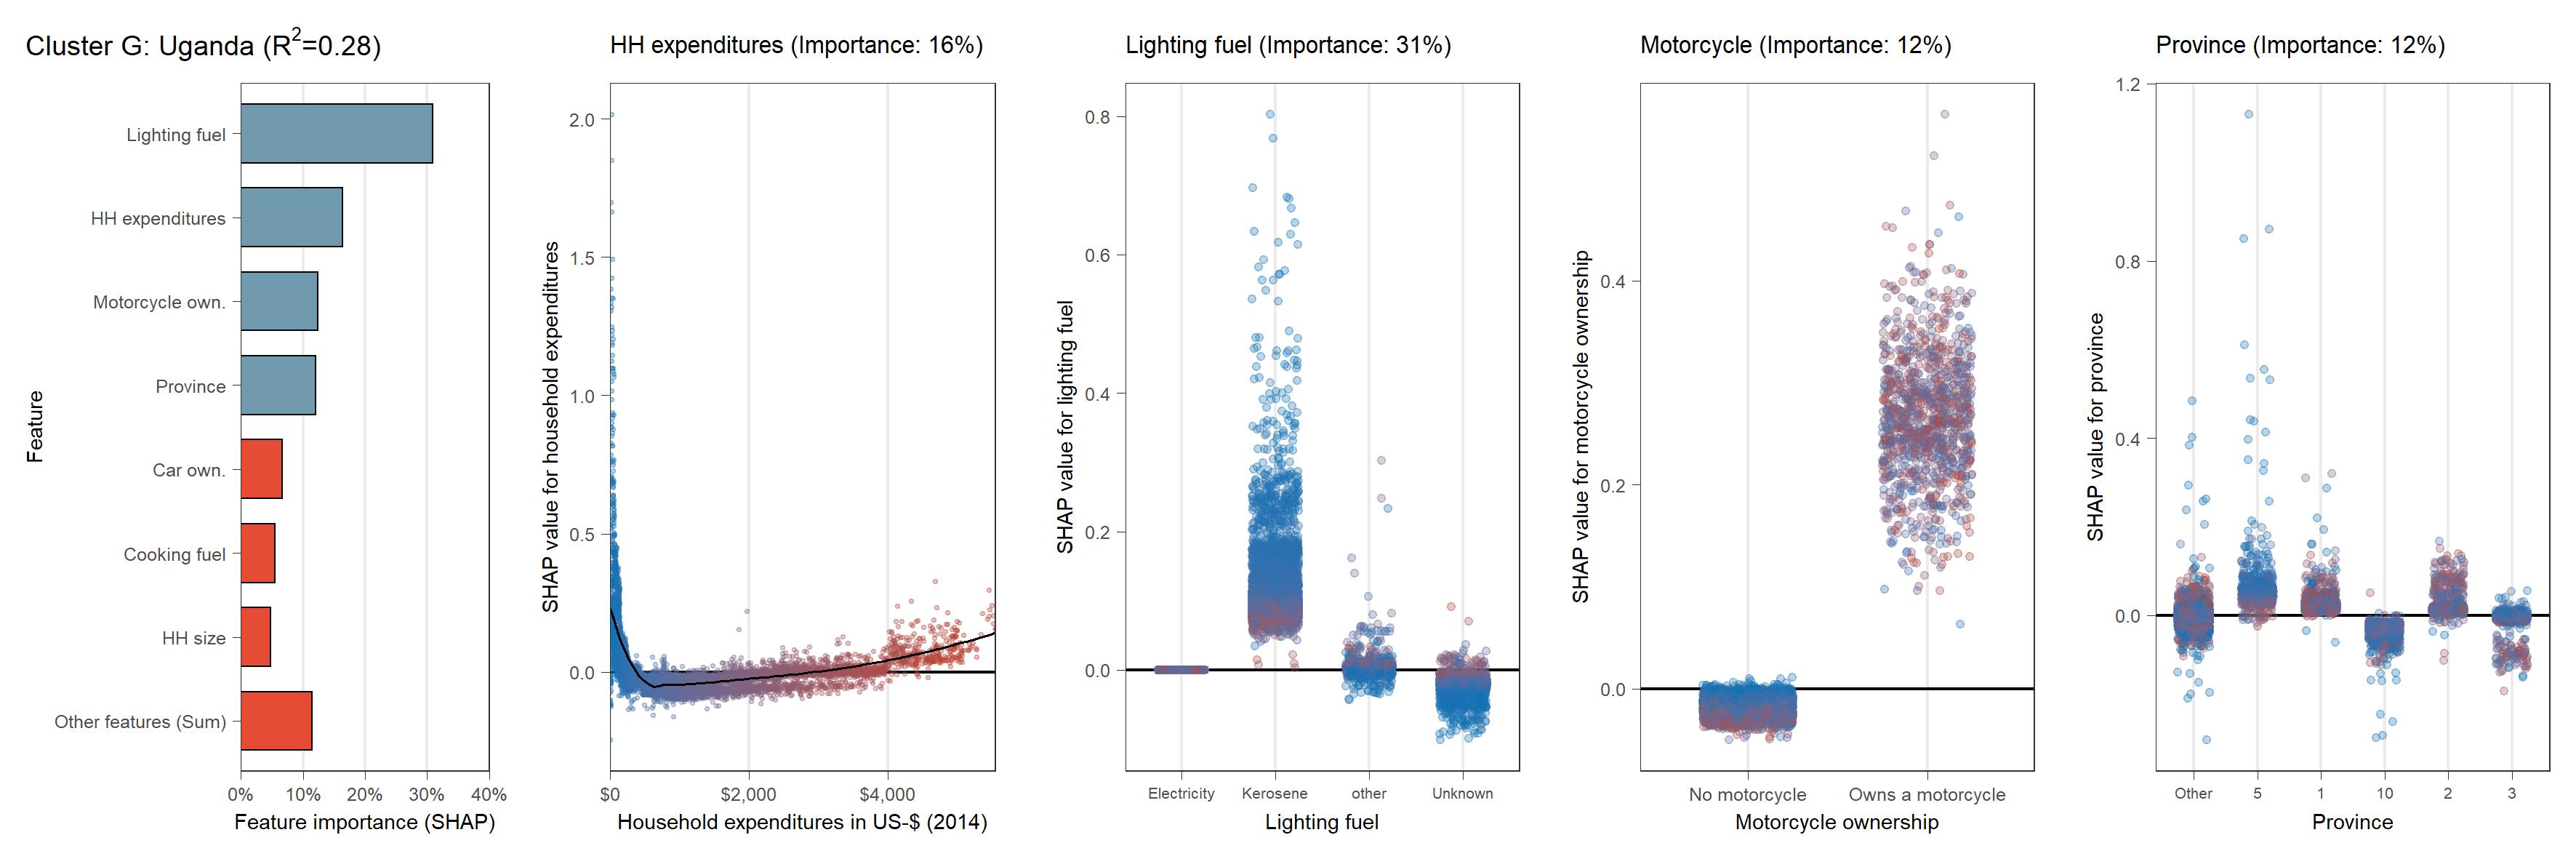 Cluster G: Uganda (R2=0.28)
Feature
Lighting fuel
HH expenditures
Motorcycle own.
Province
Car own.
Cooking fuel
HH size
Other features (Sum)
0% 10% 20% 30% 40%
Feature importance (SHAP)
HH expenditures (Importance: 16%)
SHAP value for household expenditures
2.0
1.5
1.0
0.5
0.0
$0 $2,000 $4,000
Household expenditures in US-$ (2014)
Lighting fuel (Importance: 31%)
SHAP value for lighting fuel
0.8
0.6
0.4
0.2
0.0
Electricity Kerosene other Unknown
Lighting fuel
Motorcycle (Importance: 12%)
SHAP value for motorcycle ownership
0.4
0.2
0.0
No motorcycle Owns a motorcycle
Motorcycle ownership
Province (Importance: 12%)
SHAP value for province
1.2
0.8
0.4
0.0
Other 5 1 10 2 3
Province